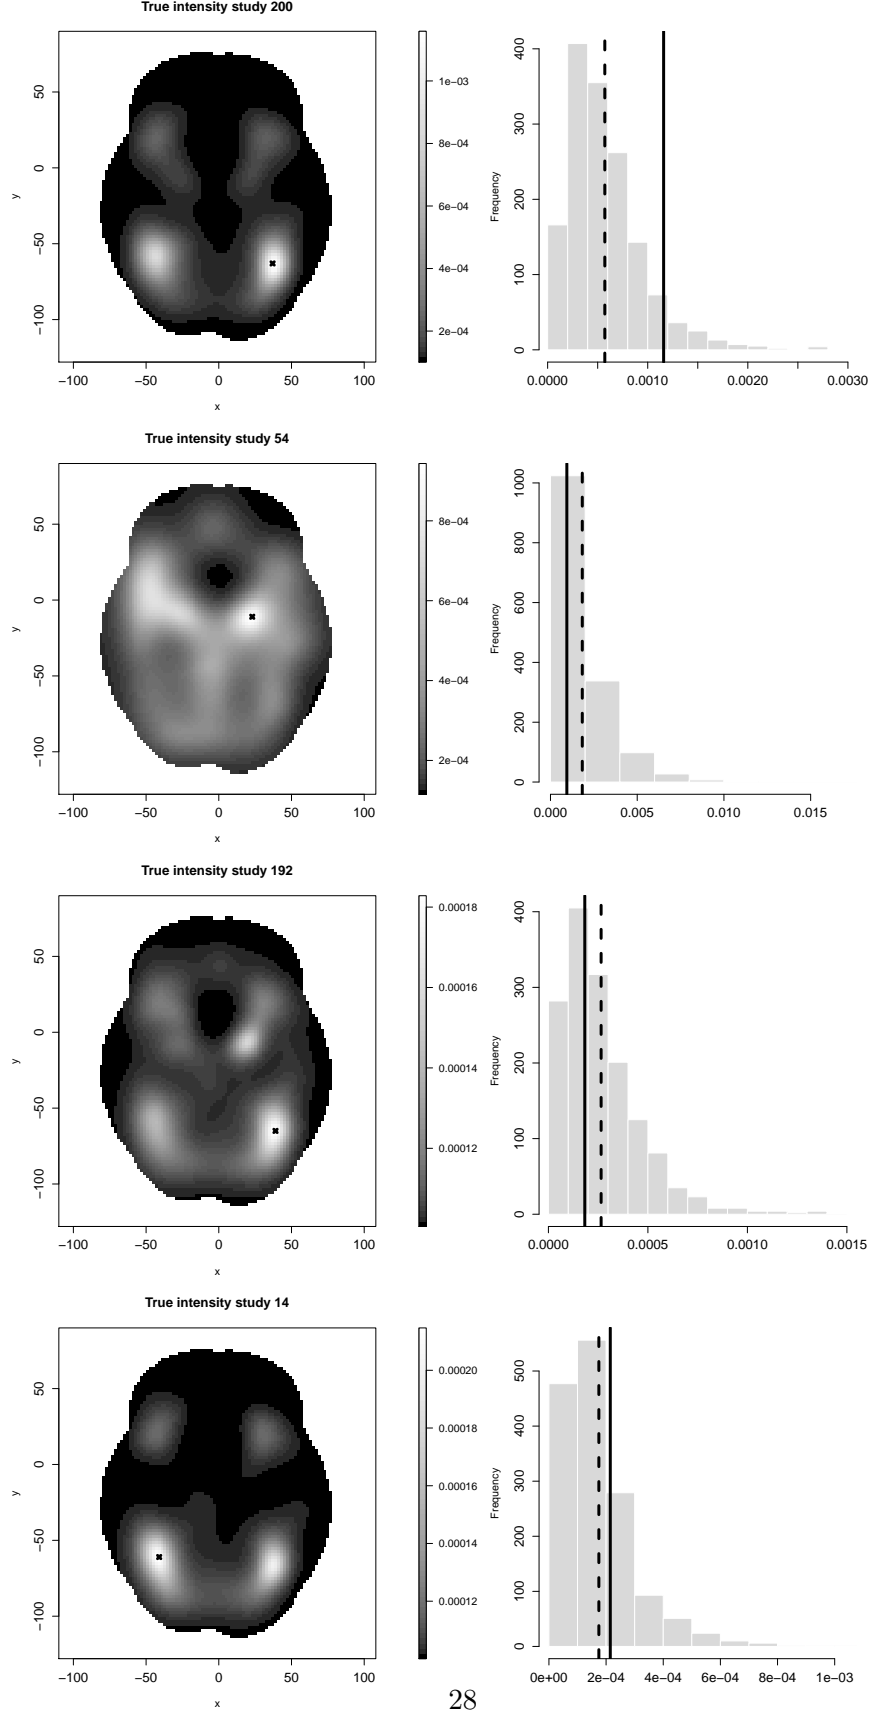 True intensity study 200
50
0
−50
−100
y
−100 −50 0 50 100
x
1e−03
8e−04
6e−04
4e−04
2e−04
Frequency
400
300
200
100
0
0.0000 0.0010 0.0020 0.0030
True intensity study 54
50
0
−50
−100
y
−100 −50 0 50 100
x
8e−04
6e−04
4e−04
2e−04
Frequency
1000
800
600
400
200
0
0.000 0.005 0.010 0.015
True intensity study 192
50
0
−50
−100
y
−100 −50 0 50 100
x
0.00018
0.00016
0.00014
0.00012
Frequency
400
300
200
100
0
0.0000 0.0005 0.0010 0.0015
True intensity study 14
50
0
−50
−100
y
−100 −50 0 50 100
x
0.00020
0.00018
0.00016
0.00014
0.00012
Frequency
500
400
300
200
100
0
0e+00 2e−04 4e−04 6e−04 8e−04 1e−03
28